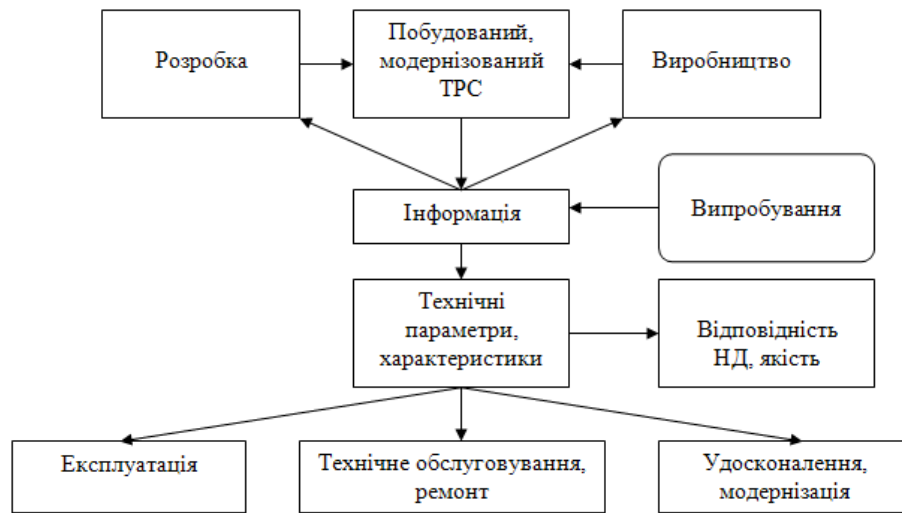 Розробка
Побудований,
модернізований
ТРС
Виробництво
Інформація
Випробування
Технічні
параметри,
характеристики
Відповідність
НД, якість
Експлуатація
Технічне обслуговування,
ремонт
Удосконалення,
модернізація